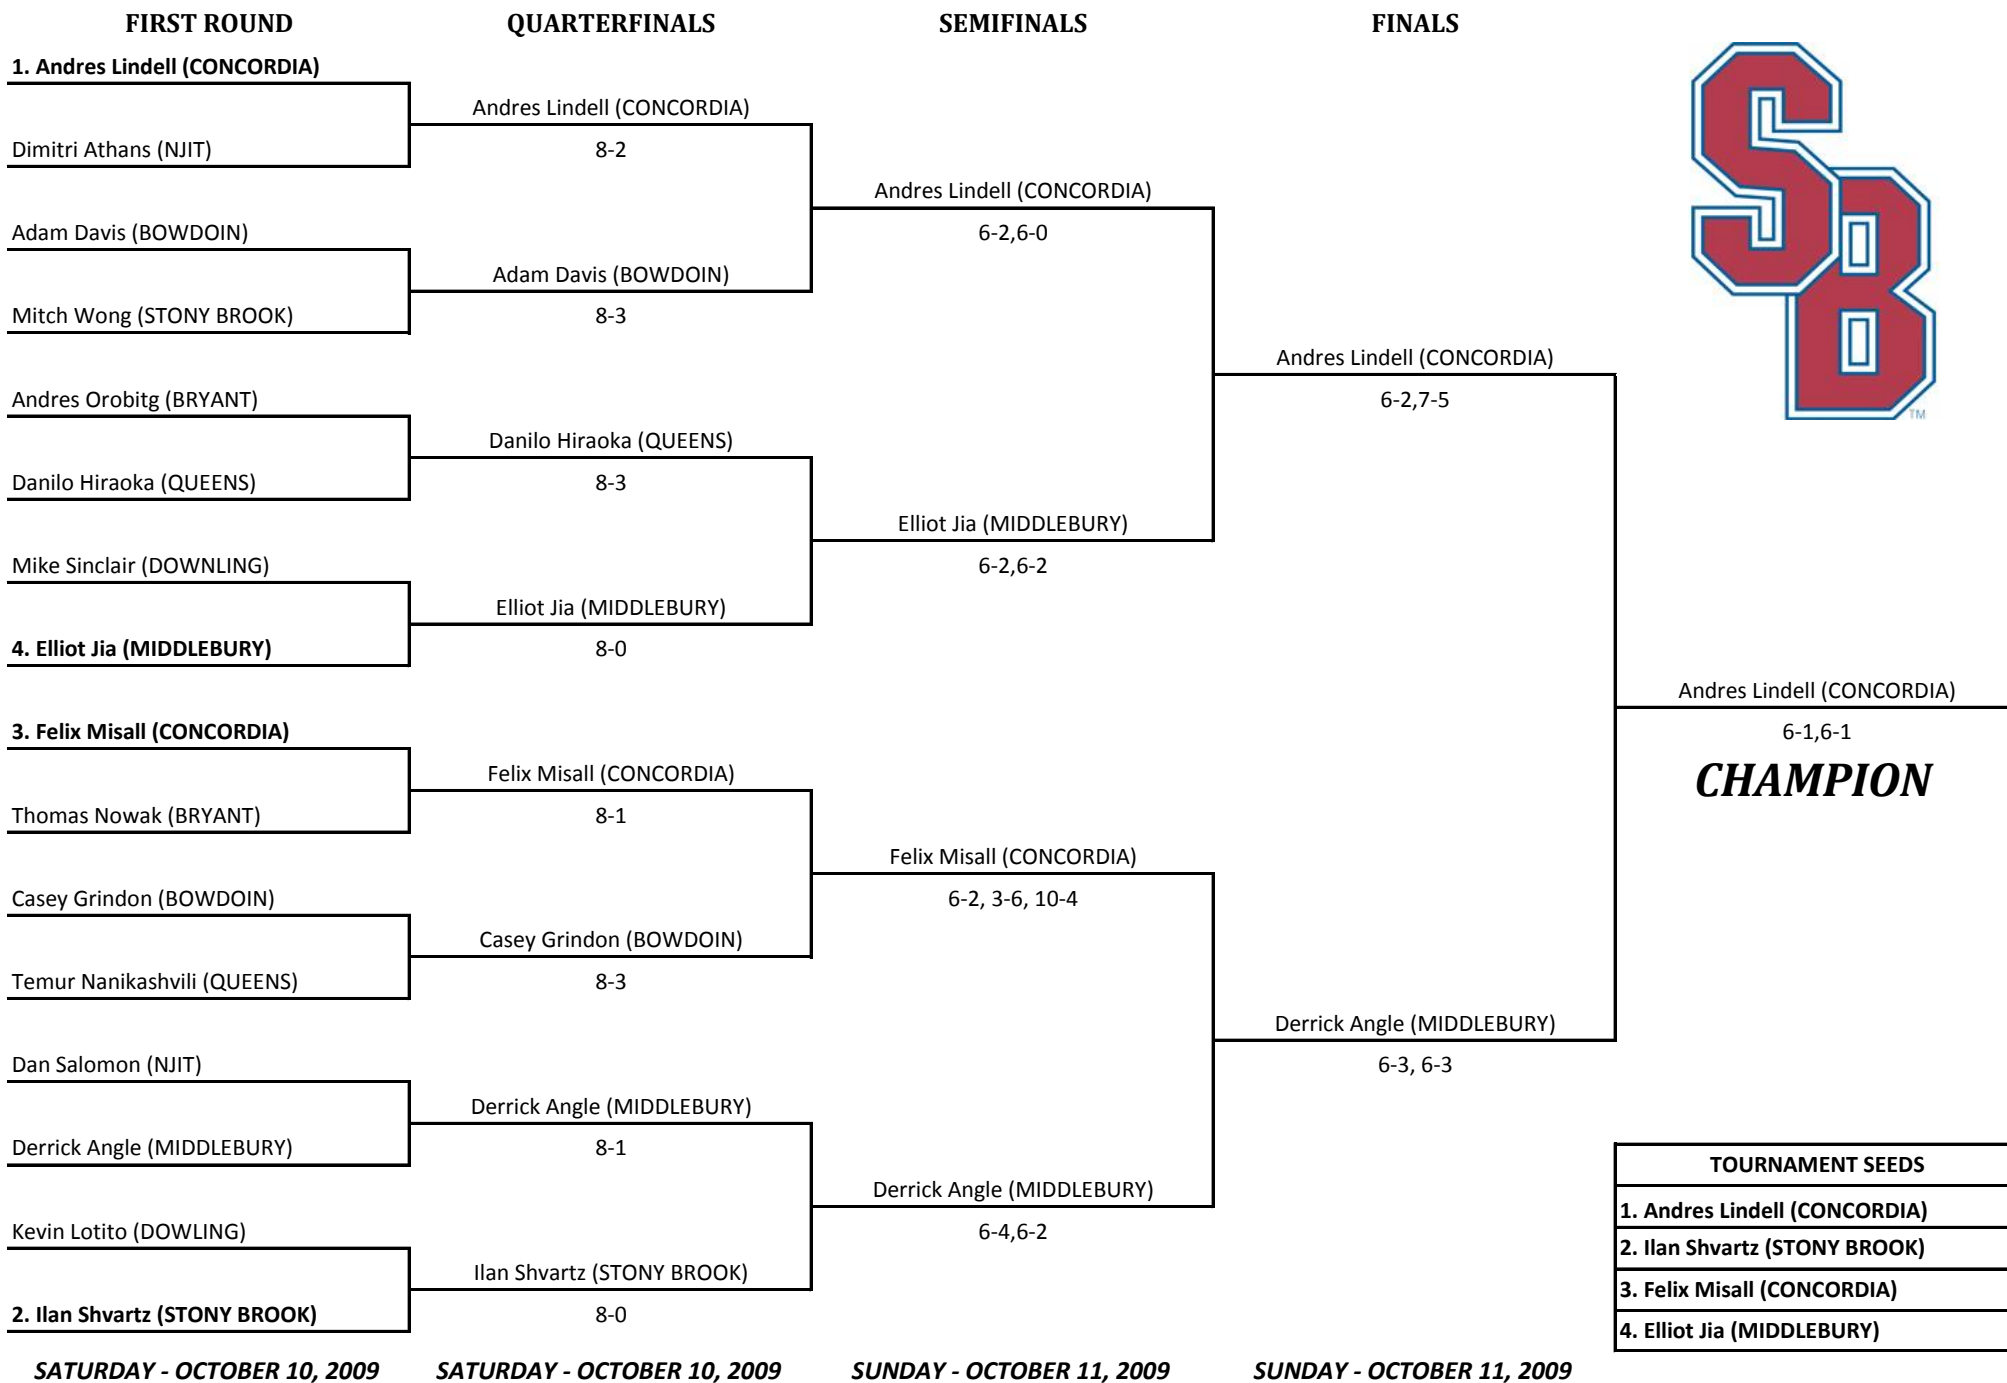 FIRST ROUND QUARTERFINALS SEMIFINALS FINALS
1. Andres Lindell (CONCORDIA)
Andres Lindell (CONCORDIA)
Dimitri Athans (NJIT) 8-2
Andres Lindell (CONCORDIA)
Adam Davis (BOWDOIN) 6-2,6-0
Adam Davis (BOWDOIN)
Mitch Wong (STONY BROOK) 8-3
Andres Lindell (CONCORDIA)
Andres Orobitg (BRYANT) 6-2,7-5
SB
TM
Danilo Hiraoka (QUEENS)
Danilo Hiraoka (QUEENS) 8-3
Elliot Jia (MIDDLEBURY)
Mike Sinclair (DOWNLING) 6-2,6-2
Elliot Jia (MIDDLEBURY)
4. Elliot Jia (MIDDLEBURY) 8-0
Andres Lindell (CONCORDIA)
3. Felix Misall (CONCORDIA) 6-1,6-1
Felix Misall (CONCORDIA) CHAMPION
Thomas Nowak (BRYANT) 8-1
Felix Misall (CONCORDIA)
Casey Grindon (BOWDOIN) 6-2, 3-6, 10-4
Casey Grindon (BOWDOIN)
Temur Nanikashvili (QUEENS) 8-3
Derrick Angle (MIDDLEBURY)
Dan Salomon (NJIT) 6-3, 6-3
Derrick Angle (MIDDLEBURY)
Derrick Angle (MIDDLEBURY) 8-1
TOURNAMENT SEEDS
Derrick Angle (MIDDLEBURY)
1. Andres Lindell (CONCORDIA)
Kevin Lotito (DOWLING) 6-4,6-2
2. Ilan Shvartz (STONY BROOK)
Ilan Shvartz (STONY BROOK)
3. Felix Misall (CONCORDIA)
2. Ilan Shvartz (STONY BROOK) 8-0
4. Elliot Jia (MIDDLEBURY)
SATURDAY - OCTOBER 10, 2009 SATURDAY - OCTOBER 10, 2009 SUNDAY - OCTOBER 11, 2009 SUNDAY - OCTOBER 11, 2009